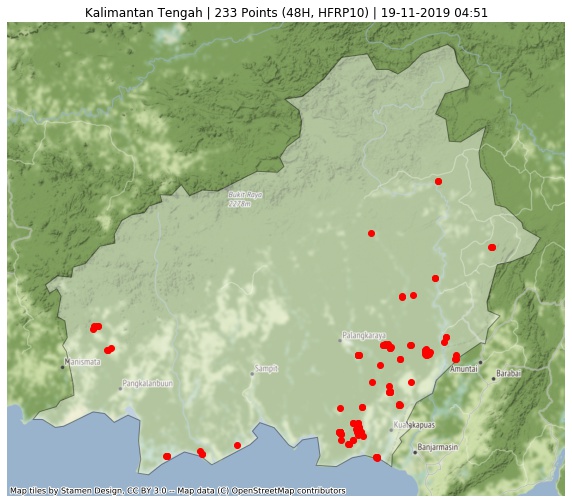 Kalimantan Tengah | 233 Points (48H, HFRP10) | 19-11-2019 04:51
Bukit Raya
2278m
Palangkaraya
Manismata
Sampit
Amuntai
Pangkalanbuun
Barabai
Kualakapuas
Banjarmasin
Map tiles by Stamen Design, CC BY 3.0 -- Map data (C) OpenStreetMap contributors